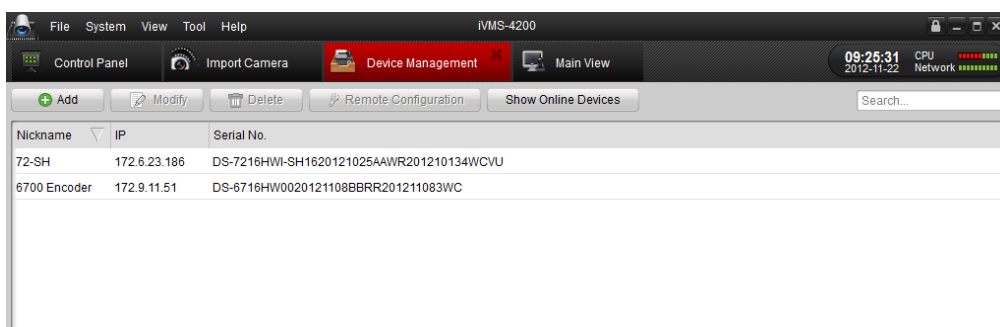 File System View Tool Help iVMS-4200
Control Panel Import Camera Device Management Main View 09:25:31 CPU
2012-11-22 Network
Add Modify Delete Remote Configuration Show Online Devices Search...
Nickname IP Serial No.
72-SH 172.6.23.186 DS-7216HWI-SH1620121025AAWR201210134WCVU
6700 Encoder 172.9.11.51 DS-6716HW0020121108BBRR201211083WC